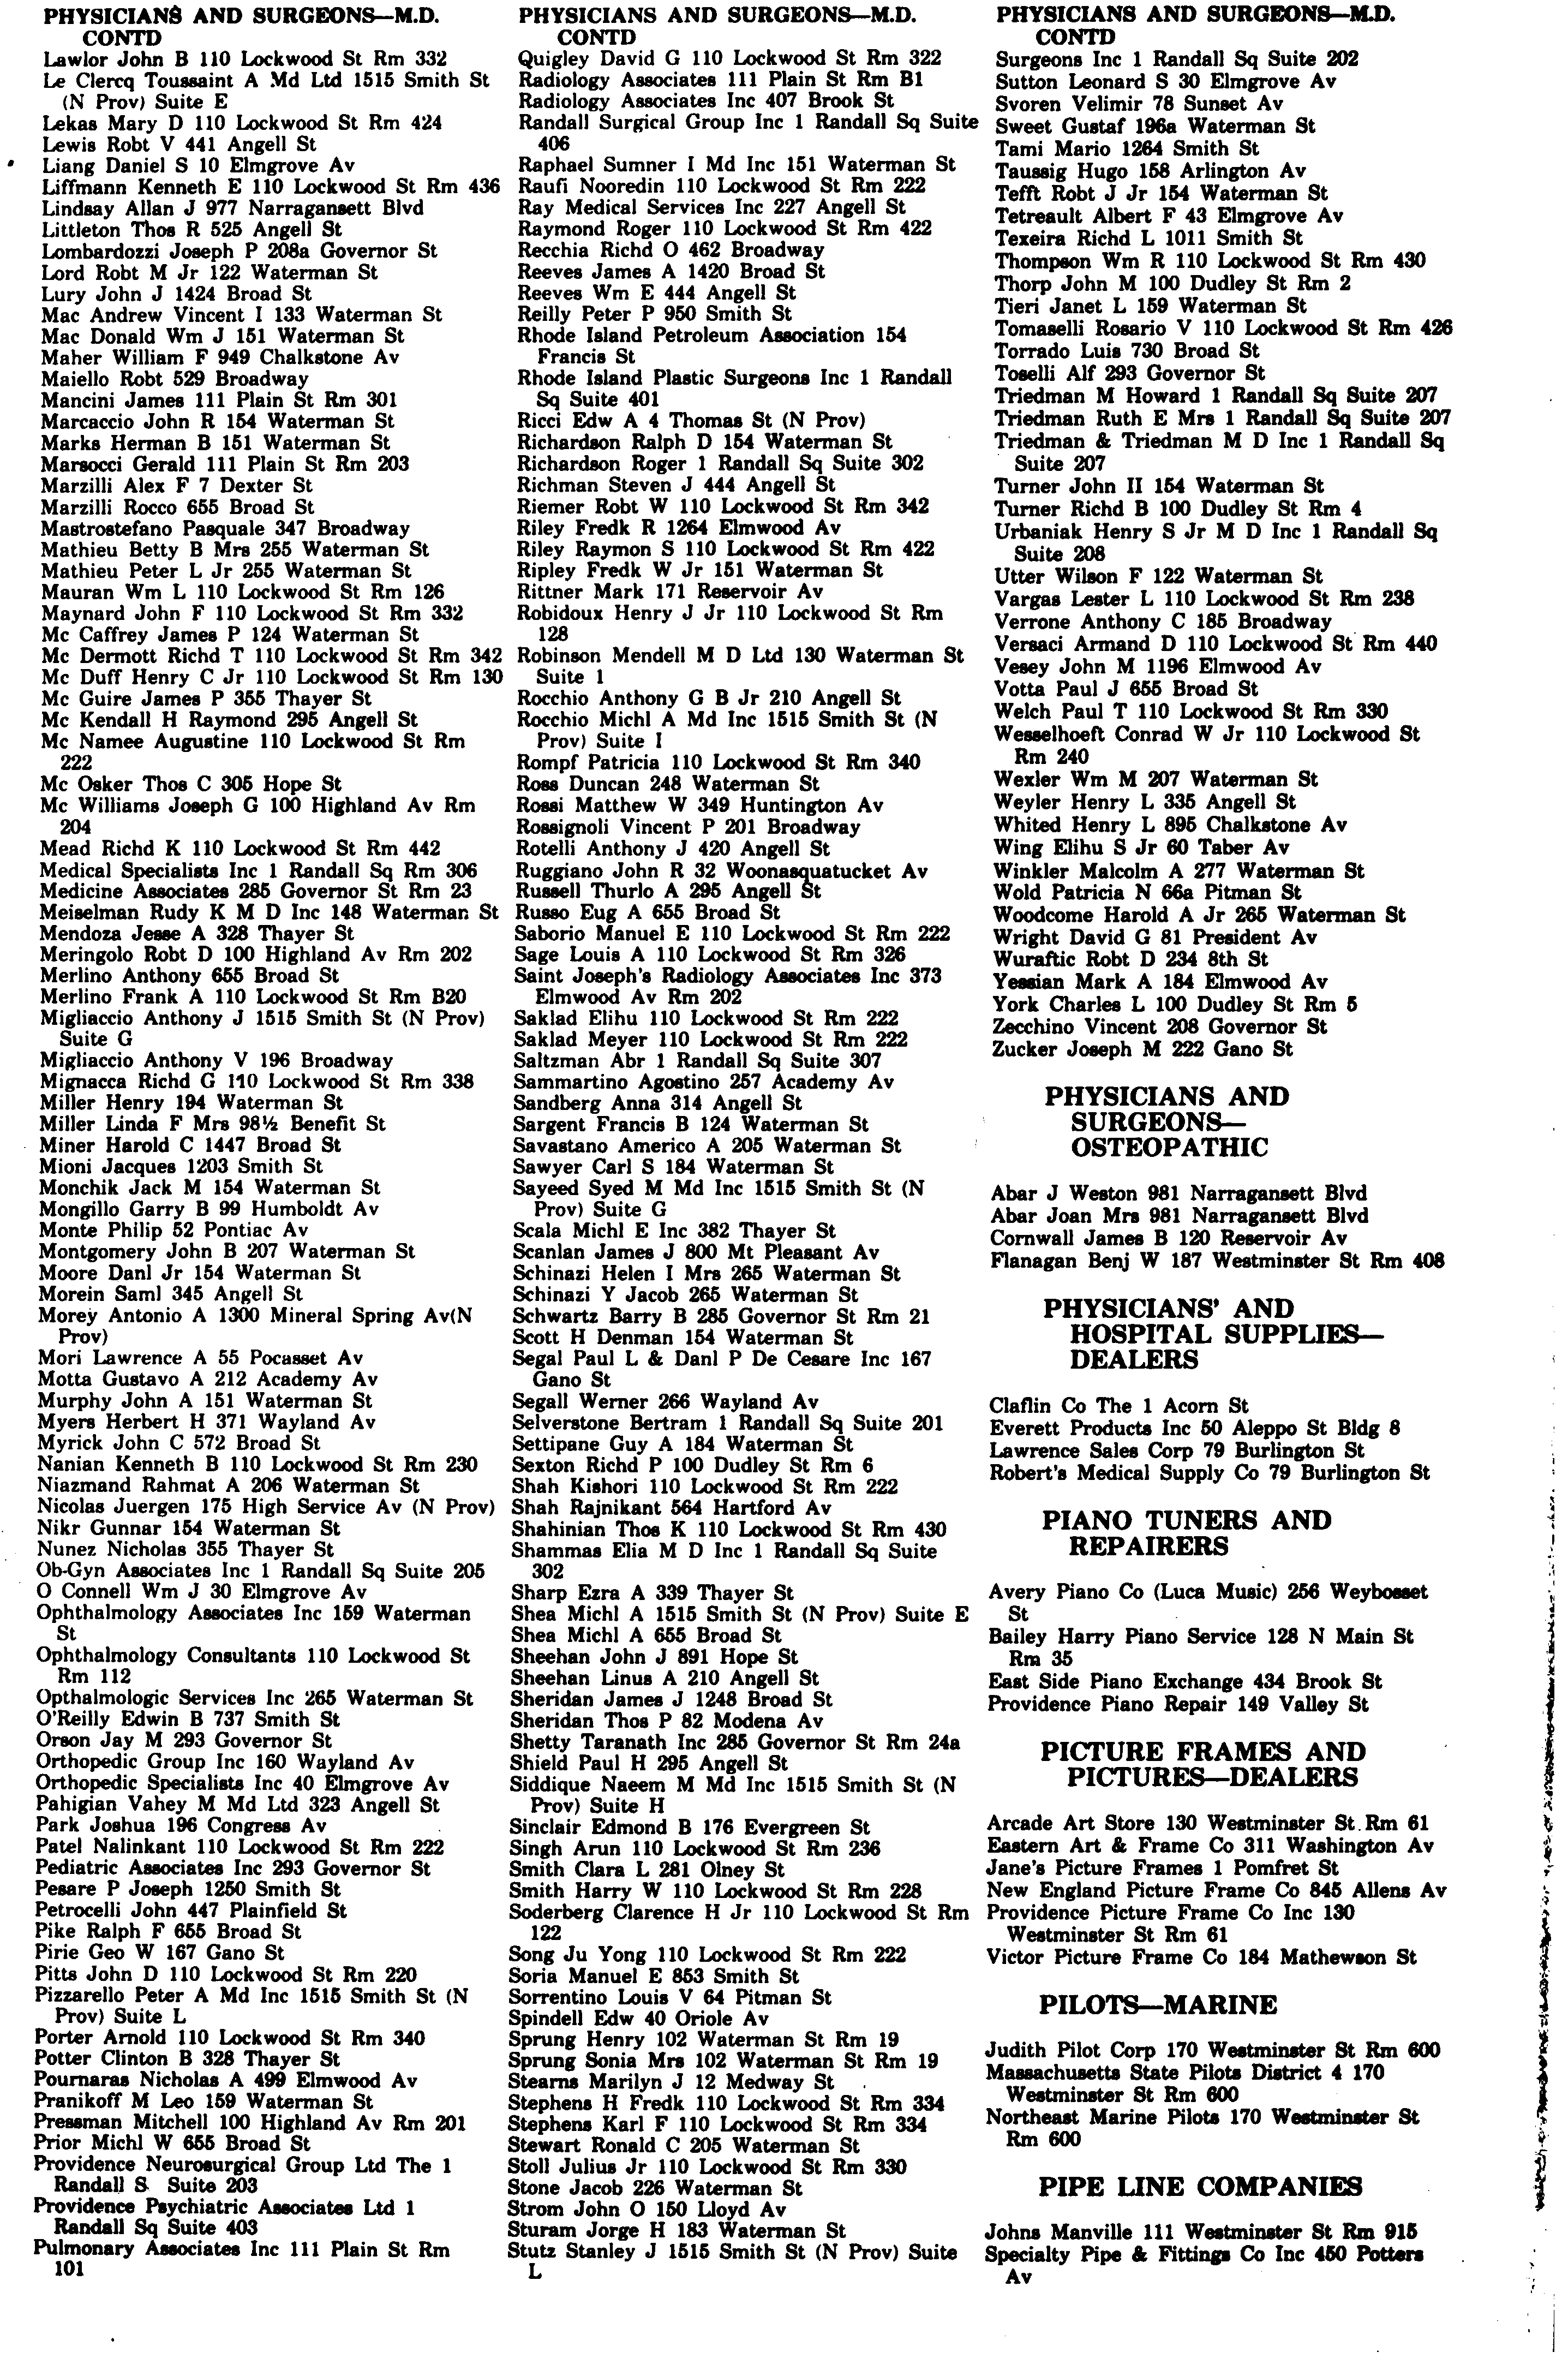 PHYSICIANS AND SURGEONS—M.D.
CONTD
Lawlor John B 110 Lockwood St Rm 332
Le Clercq Toussaint A Md Ltd 1515 Smith St
(N Prov) Suite E
Lekas Mary D 110 Lockwood St Rm 424
Lewis Robt V 441 Angell St
Liang Daniel S 10 Elmgrove Av
Liffmann Kenneth E 110 Lockwood St Rm 436
Lindsay Allan J 977 Narragansett Blvd
Littleton Thos R 525 Angell St
Lombardozzi Joseph P 208a Governor St
Lord Robt M Jr 122 Waterman St
Lury John J 1424 Broad St
Mac Andrew Vincent I 133 Waterman St
Mac Donald Wm J 151 Waterman St
Maher William F 949 Chalkstone Av
Maiello Robt 529 Broadway
Mancini James 111 Plain St Rm 301
Marcaccio John R 154 Waterman St
Marks Herman B 151 Waterman St
Marsocci Gerald 111 Plain St Rm 203
Marzilli Alex F 7 Dexter St
Marzilli Rocco 655 Broad St
Mastrostefano Pasquale 347 Broadway
Mathieu Betty B Mrs 255 Waterman St
Mathieu Peter L Jr 255 Waterman St
Mauran Wm L 110 Lockwood St Rm 126
Maynard John F 110 Lockwood St Rm 332
Mc Caffrey James P 124 Waterman St
Mc Dermott Richd T 110 Lockwood St Rm 342
Mc Duff Henry C Jr 110 Lockwood St Rm 130
Mc Guire James P 355 Thayer St
Mc Kendall H Raymond 295 Angell St
Mc Namee Augustine 110 Lockwood St Rm
222
Mc Osker Thos C 305 Hope St
Mc Williams Joseph G 100 Highland Av Rm
204
Mead Richd K 110 Lockwood St Rm 442
Medical Specialists Inc 1 Randall Sq Rm 306
Medicine Associates 285 Governor St Rm 23
Meiselman Rudy K M D Inc 148 Waterman St
Mendoza Jesse A 328 Thayer St
Meringolo Robt D 100 Highland Av Rm 202
Merlino Anthony 655 Broad St
Merlino Frank A 110 Lockwood St Rm B20
Migliaccio Anthony J 1515 Smith St (N Prov)
Suite G
Migliaccio Anthony V 196 Broadway
Mignacca Richd G 110 Lockwood St Rm 338
Miller Henry 194 Waterman St
Miller Linda F Mrs 98½ Benefit St
Miner Harold C 1447 Broad St
Mioni Jacques 1203 Smith St
Monchik Jack M 154 Waterman St
Mongillo Garry B 99 Humboldt Av
Monte Philip 52 Pontiac Av
Montgomery John B 207 Waterman St
Moore Danl Jr 154 Waterman St
Morein Saml 345 Angell St
Morey Antonio A 1300 Mineral Spring Av(N
Prov)
Mori Lawrence A 55 Pocasset Av
Motta Gustavo A 212 Academy Av
Murphy John A 151 Waterman St
Myers Herbert H 371 Wayland Av
Myrick John C 572 Broad St
Nanian Kenneth B 110 Lockwood St Rm 230
Niazmand Rahmat A 206 Waterman St
Nicolas Juergen 175 High Service Av (N Prov)
Nikr Gunnar 154 Waterman St
Nunez Nicholas 355 Thayer St
Ob-Gyn Associates Inc 1 Randall Sq Suite 205
O Connell Wm J 30 Elmgrove Av
Ophthalmology Associates Inc 159 Waterman
St
Ophthalmology Consultants 110 Lockwood St
Rm 112
Opthalmologic Services Inc 265 Waterman St
O'Reilly Edwin B 737 Smith St
Orson Jay M 293 Governor St
Orthopedic Group Inc 160 Wayland Av
Orthopedic Specialists Inc 40 Elmgrove Av
Pahigian Vahey M Md Ltd 323 Angell St
Park Joshua 196 Congress Av
Patel Nalinkant 110 Lockwood St Rm 222
Pediatric Associates Inc 293 Governor St
Pesare P Joseph 1250 Smith St
Petrocelli John 447 Plainfield St
Pike Ralph F 655 Broad St
Pirie Geo W 167 Gano St
Pitts John D 110 Lockwood St Rm 220
Pizzarello Peter A Md Inc 1515 Smith St (N
Prov) Suite L
Porter Arnold 110 Lockwood St Rm 340
Potter Clinton B 328 Thayer St
Pournaras Nicholas A 499 Elmwood Av
Pranikoff M Leo 159 Waterman St
Pressman Mitchell 100 Highland Av Rm 201
Prior Michl W 655 Broad St
Providence Neurosurgical Group Ltd The 1
Randall S Suite 203
Providence Psychiatric Associates Ltd 1
Randall Sq Suite 403
Pulmonary Associates Inc 111 Plain St Rm
101
PHYSICIANS AND SURGEONS—M.D.
CONTD
Quigley David G 110 Lockwood St Rm 322
Radiology Associates 111 Plain St Rm B1
Radiology Associates Inc 407 Brook St
Randall Surgical Group Inc 1 Randall Sq Suite
406
Raphael Sumner I Md Inc 151 Waterman St
Raufi Nooredin 110 Lockwood St Rm 222
Ray Medical Services Inc 227 Angell St
Raymond Roger 110 Lockwood St Rm 422
Recchia Richd O 462 Broadway
Reeves James A 1420 Broad St
Reeves Wm E 444 Angell St
Reilly Peter P 950 Smith St
Rhode Island Petroleum Association 154
Francis St
Rhode Island Plastic Surgeons Inc 1 Randall
Sq Suite 401
Ricci Edw A 4 Thomas St (N Prov)
Richardson Ralph D 154 Waterman St
Richardson Roger 1 Randall Sq Suite 302
Richman Steven J 444 Angell St
Riemer Robt W 110 Lockwood St Rm 342
Riley Fredk R 1264 Elmwood Av
Riley Raymon S 110 Lockwood St Rm 422
Ripley Fredk W Jr 151 Waterman St
Rittner Mark 171 Reservoir Av
Robidoux Henry J Jr 110 Lockwood St Rm
128
Robinson Mendell M D Ltd 130 Waterman St
Suite 1
Rocchio Anthony G B Jr 210 Angell St
Rocchio Michl A Md Inc 1515 Smith St (N
Prov) Suite I
Rompf Patricia 110 Lockwood St Rm 340
Ross Duncan 248 Waterman St
Rossi Matthew W 349 Huntington Av
Rossignoli Vincent P 201 Broadway
Rotelli Anthony J 420 Angell St
Ruggiano John R 32 Woonasquatucket Av
Russell Thurlo A 295 Angell St
Russo Eug A 655 Broad St
Saborio Manuel E 110 Lockwood St Rm 222
Sage Louis A 110 Lockwood St Rm 326
Saint Joseph's Radiology Associates Inc 373
Elmwood Av Rm 202
Saklad Elihu 110 Lockwood St Rm 222
Saklad Meyer 110 Lockwood St Rm 222
Saltzman Abr 1 Randall Sq Suite 307
Sammartino Agostino 257 Academy Av
Sandberg Anna 314 Angell St
Sargent Francis B 124 Waterman St
Savastano Americo A 205 Waterman St
Sawyer Carl S 184 Waterman St
Sayeed Syed M Md Inc 1515 Smith St (N
Prov) Suite G
Scala Michl E Inc 382 Thayer St
Scanlan James J 800 Mt Pleasant Av
Schinazi Helen I Mrs 265 Waterman St
Schinazi Y Jacob 265 Waterman St
Schwartz Barry B 285 Governor St Rm 21
Scott H Denman 154 Waterman St
Segal Paul L & Danl P De Cesare Inc 167
Gano St
Segall Werner 266 Wayland Av
Selverstone Bertram 1 Randall Sq Suite 201
Settipane Guy A 184 Waterman St
Sexton Richd P 100 Dudley St Rm 6
Shah Kishori 110 Lockwood St Rm 222
Shah Rajnikant 564 Hartford Av
Shahinian Thos K 110 Lockwood St Rm 430
Shammas Elia M D Inc 1 Randall Sq Suite
302
Sharp Ezra A 339 Thayer St
Shea Michl A 1515 Smith St (N Prov) Suite E
Shea Michl A 655 Broad St
Sheehan John J 891 Hope St
Sheehan Linus A 210 Angell St
Sheridan James J 1248 Broad St
Sheridan Thos P 82 Modena Av
Shetty Taranath Inc 285 Governor St Rm 24a
Shield Paul H 295 Angell St
Siddique Naeem M Md Inc 1515 Smith St (N
Prov) Suite H
Sinclair Edmond B 176 Evergreen St
Singh Arun 110 Lockwood St Rm 236
Smith Clara L 281 Olney St
Smith Harry W 110 Lockwood St Rm 228
Soderberg Clarence H Jr 110 Lockwood St Rm
122
Song Ju Yong 110 Lockwood St Rm 222
Soria Manuel E 853 Smith St
Sorrentino Louis V 64 Pitman St
Spindell Edw 40 Oriole Av
Sprung Henry 102 Waterman St Rm 19
Sprung Sonia Mrs 102 Waterman St Rm 19
Stearns Marilyn J 12 Medway St
Stephens H Fredk 110 Lockwood St Rm 334
Stephens Karl F 110 Lockwood St Rm 334
Stewart Ronald C 205 Waterman St
Stoll Julius Jr 110 Lockwood St Rm 330
Stone Jacob 226 Waterman St
Strom John O 150 Lloyd Av
Sturam Jorge H 183 Waterman St
Stutz Stanley J 1515 Smith St (N Prov) Suite
L
PHYSICIANS AND SURGEONS—M.D.
CONTD
Surgeons Inc 1 Randall Sq Suite 202
Sutton Leonard S 30 Elmgrove Av
Svoren Velimir 78 Sunset Av
Sweet Gustaf 196a Waterman St
Tami Mario 1264 Smith St
Taussig Hugo 158 Arlington Av
Tefft Robt J Jr 154 Waterman St
Tetreault Albert F 43 Elmgrove Av
Texeira Richd L 1011 Smith St
Thompson Wm R 110 Lockwood St Rm 430
Thorp John M 100 Dudley St Rm 2
Tieri Janet L 159 Waterman St
Tomaselli Rosario V 110 Lockwood St Rm 426
Torrado Luis 730 Broad St
Toselli Alf 293 Governor St
Triedman M Howard 1 Randall Sq Suite 207
Triedman Ruth E Mrs 1 Randall Sq Suite 207
Triedman & Triedman M D Inc 1 Randall Sq
Suite 207
Turner John II 154 Waterman St
Turner Richd B 100 Dudley St Rm 4
Urbaniak Henry S Jr M D Inc 1 Randall Sq
Suite 208
Utter Wilson F 122 Waterman St
Vargas Lester L 110 Lockwood St Rm 238
Verrone Anthony C 185 Broadway
Versaci Armand D 110 Lockwood St Rm 440
Vesey John M 1196 Elmwood Av
Votta Paul J 655 Broad St
Welch Paul T 110 Lockwood St Rm 330
Wesselhoeft Conrad W Jr 110 Lockwood St
Rm 240
Wexler Wm M 207 Waterman St
Weyler Henry L 335 Angell St
Whited Henry L 895 Chalkstone Av
Wing Elihu S Jr 60 Taber Av
Winkler Malcolm A 277 Waterman St
Wold Patricia N 66a Pitman St
Woodcome Harold A Jr 265 Waterman St
Wright David G 81 President Av
Wuraftic Robt D 234 8th St
Yessian Mark A 184 Elmwood Av
York Charles L 100 Dudley St Rm 5
Zecchino Vincent 208 Governor St
Zucker Joseph M 222 Gano St
PHYSICIANS AND
SURGEONS—
OSTEOPATHIC
Abar J Weston 981 Narragansett Blvd
Abar Joan Mrs 981 Narragansett Blvd
Cornwall James B 120 Reservoir Av
Flanagan Benj W 187 Westminster St Rm 408
PHYSICIANS' AND
HOSPITAL SUPPLIES—
DEALERS
Claflin Co The 1 Acorn St
Everett Products Inc 50 Aleppo St Bldg 8
Lawrence Sales Corp 79 Burlington St
Robert's Medical Supply Co 79 Burlington St
PIANO TUNERS AND
REPAIRERS
Avery Piano Co (Luca Music) 256 Weybosset
St
Bailey Harry Piano Service 128 N Main St
Rm 35
East Side Piano Exchange 434 Brook St
Providence Piano Repair 149 Valley St
PICTURE FRAMES AND
PICTURES—DEALERS
Arcade Art Store 130 Westminster St Rm 61
Eastern Art & Frame Co 311 Washington Av
Jane's Picture Frames 1 Pomfret St
New England Picture Frame Co 845 Allens Av
Providence Picture Frame Co Inc 130
Westminster St Rm 61
Victor Picture Frame Co 184 Mathewson St
PILOTS—MARINE
Judith Pilot Corp 170 Westminster St Rm 600
Massachusetts State Pilots District 4 170
Westminster St Rm 600
Northeast Marine Pilots 170 Westminster St
Rm 600
PIPE LINE COMPANIES
Johns Manville 111 Westminster St Rm 915
Specialty Pipe & Fittings Co Inc 450 Potters
Av